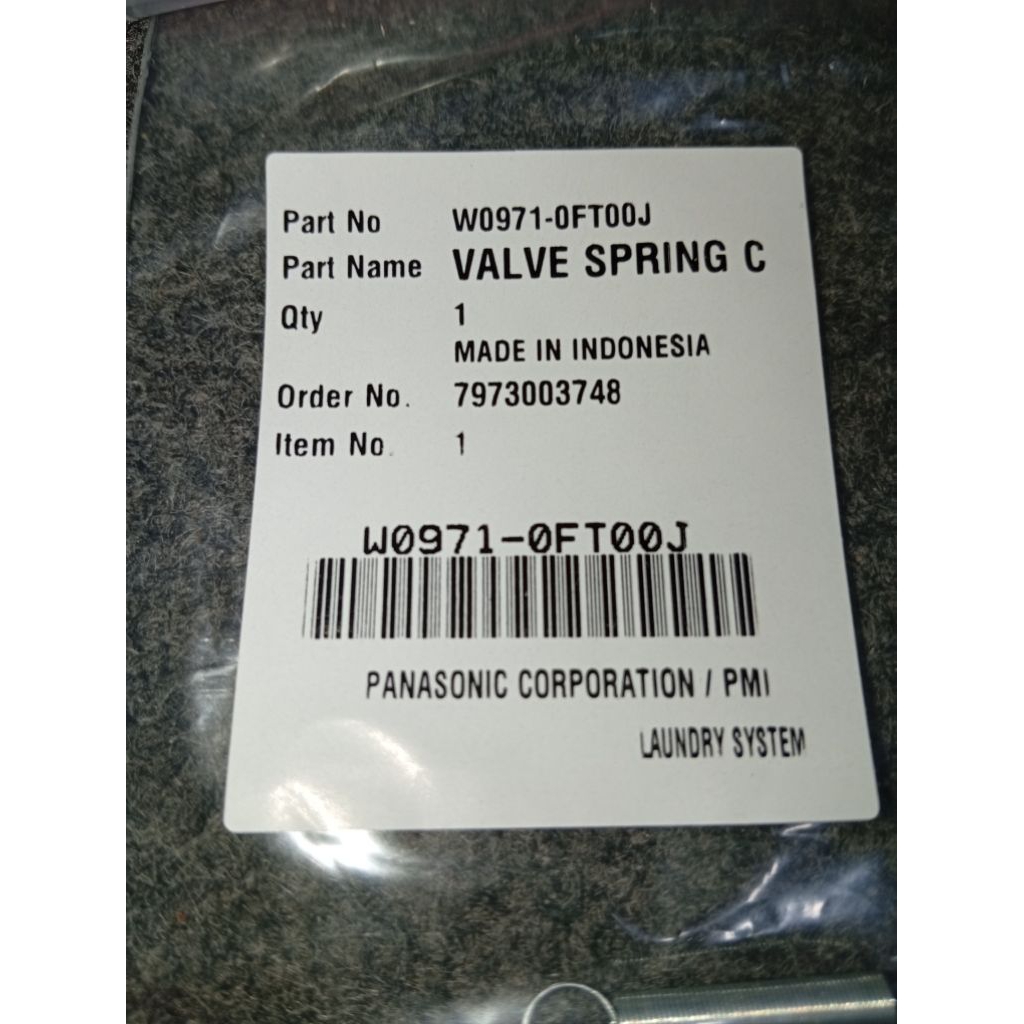 Part No W0971-0FT00J
Part Name VALVE SPRING C
Qty 1
MADE IN INDONESIA
Order No. 7973003748
Item No. 1
W0971-0FT00J
PANASONIC CORPORATION / PMI
LAUNDRY SYSTEM